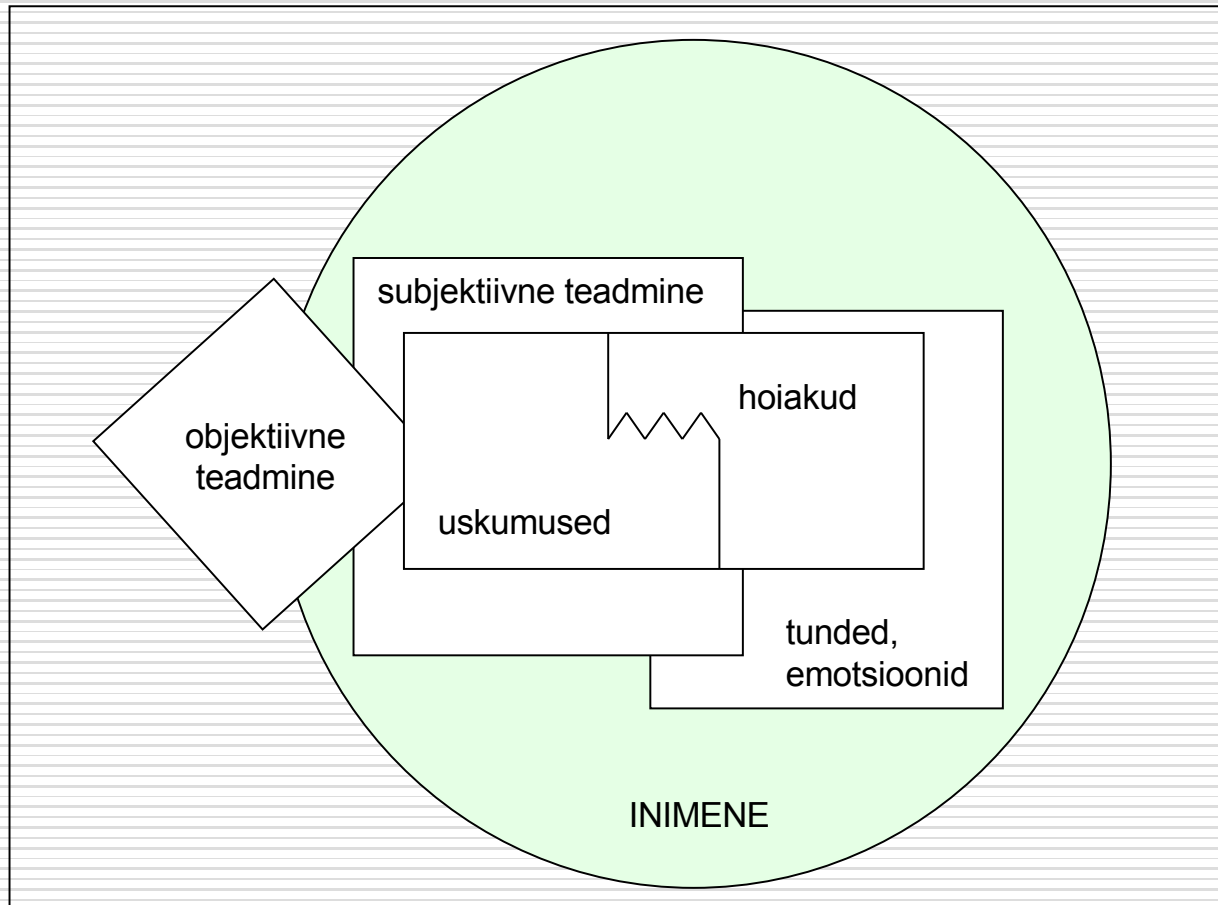 subjektiivne teadmine
hoiakud
objektiivne
teadmine
uskumused
tunded,
emotsioonid
INIMENE